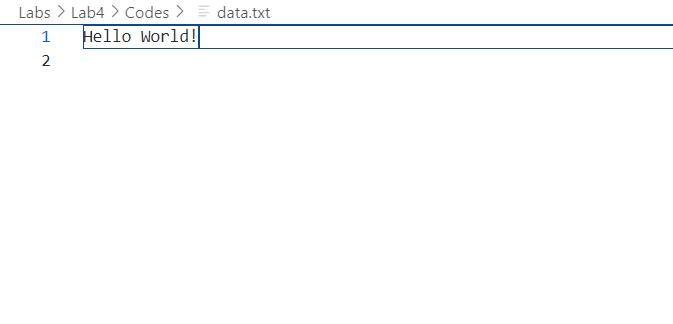 Labs > Lab4 > Codes > data.txt
1 Hello World!
2